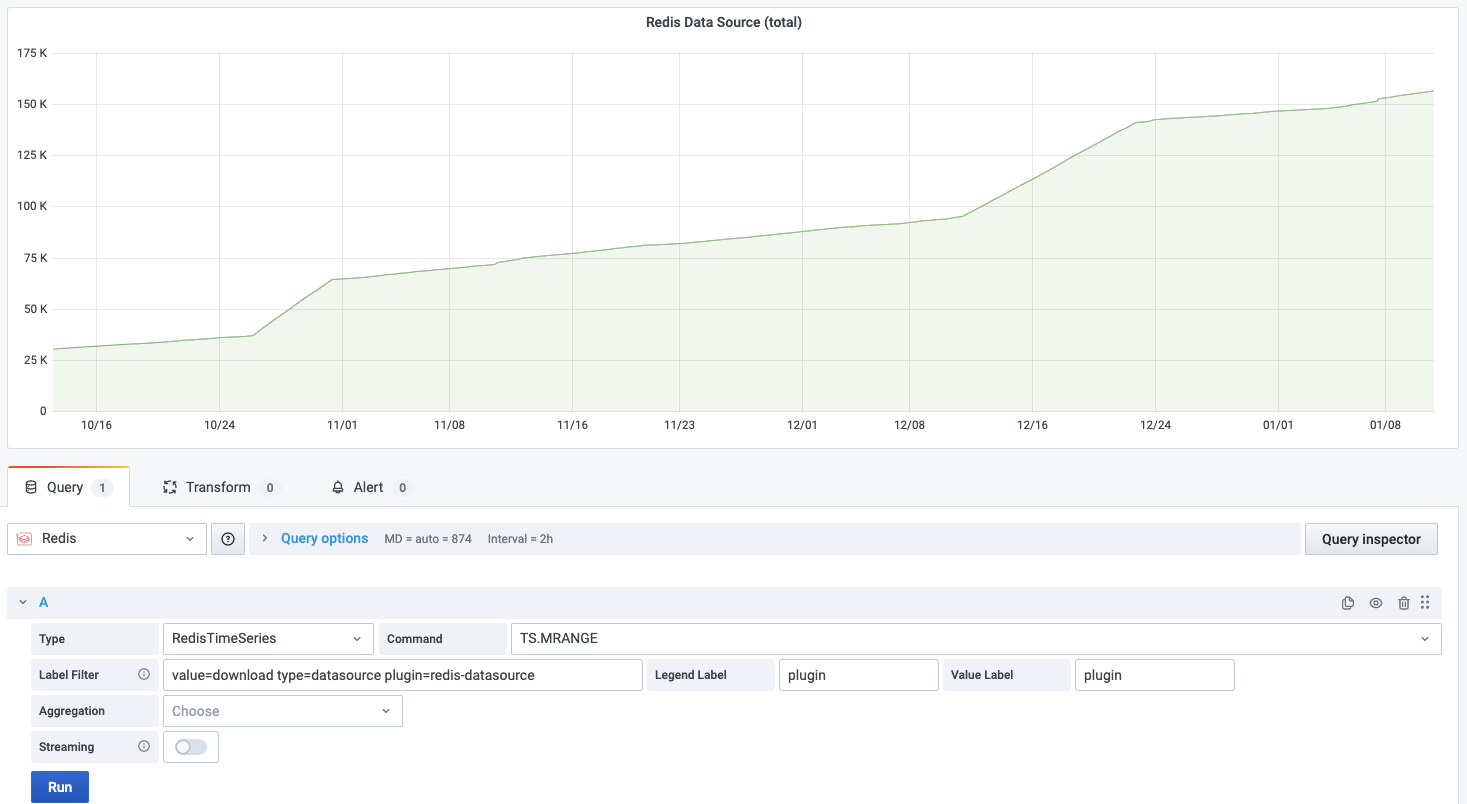 Redis Data Source (total)
175 K
150 K
125 K
100 K
75 K
50 K
25 K
0
10/16 10/24 11/01 11/08 11/16 11/23 12/01 12/08 12/16 12/24 01/01 01/08
Query 1 Transform 0 Alert 0
Redis Query options MD = auto = 874 Interval = 2h Query inspector
A
Type RedisTimeSeries Command TS.MRANGE
Label Filter value=download type=datasource plugin=redis-datasource Legend Label plugin Value Label plugin
Aggregation Choose
Streaming
Run